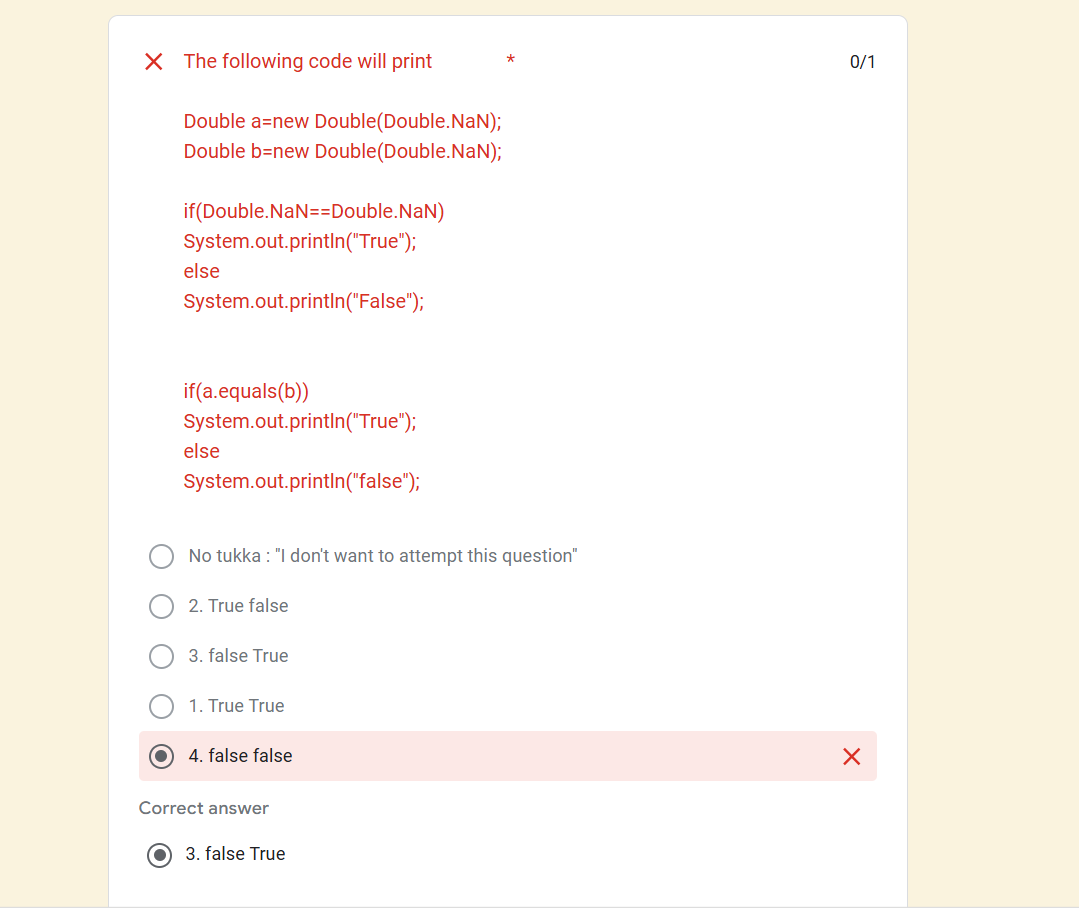 The following code will print *
0/1
Double a=new Double(Double.NaN);
Double b=new Double(Double.NaN);
if(Double.NaN==Double.NaN)
System.out.println("True");
else
System.out.println("False");
if(a.equals(b))
System.out.println("True");
else
System.out.println("false");
No tukka : "I don't want to attempt this question"
2. True false
3. false True
1. True True
4. false false
Correct answer
3. false True